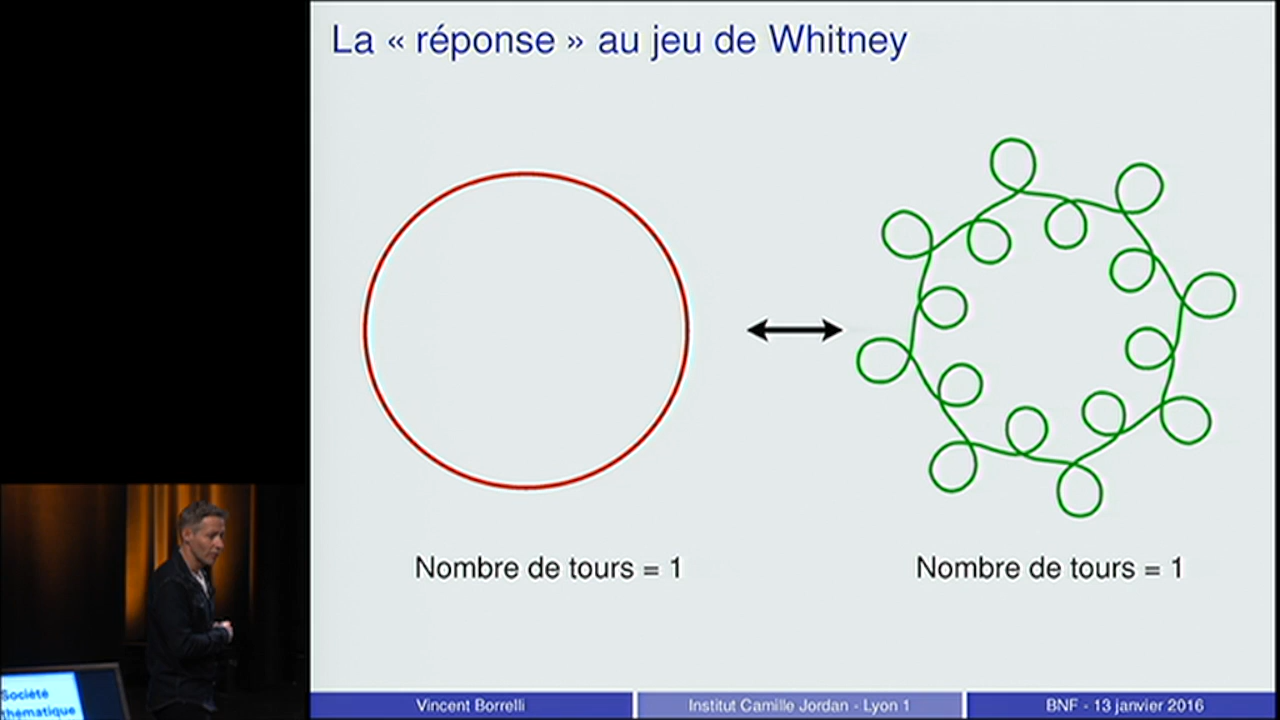 La « réponse » au jeu de Whitney
Nombre de tours = 1
Nombre de tours = 1
Société
thématique
Vincent Borrelli
Institut Camille Jordan - Lyon 1
BNF - 13 janvier 2016